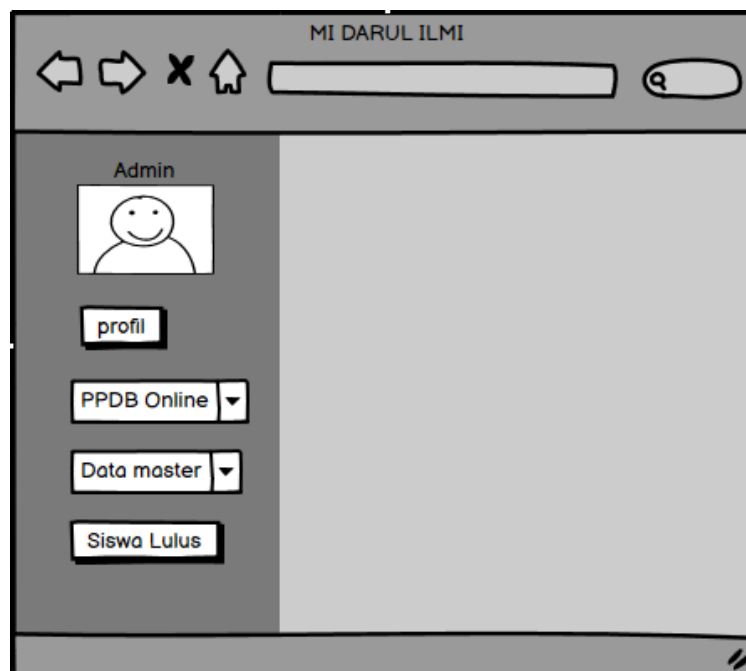 MI DARUL ILMI
Admin
profil
PPDB Online
Data master
Siswa Lulus